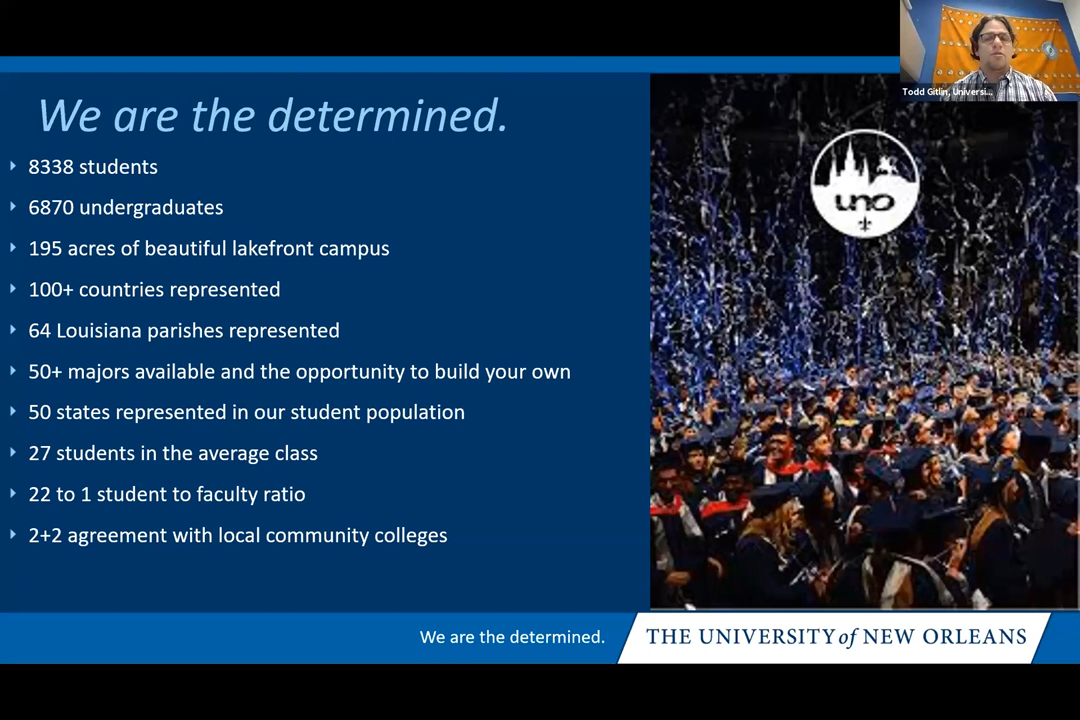 Todd Gitlin, Universi...
We are the determined.
8338 students
6870 undergraduates
195 acres of beautiful lakefront campus
100+ countries represented
64 Louisiana parishes represented
50+ majors available and the opportunity to build your own
50 states represented in our student population
27 students in the average class
22 to 1 student to faculty ratio
2+2 agreement with local community colleges
uno
We are the determined.
THE UNIVERSITY of NEW ORLEANS